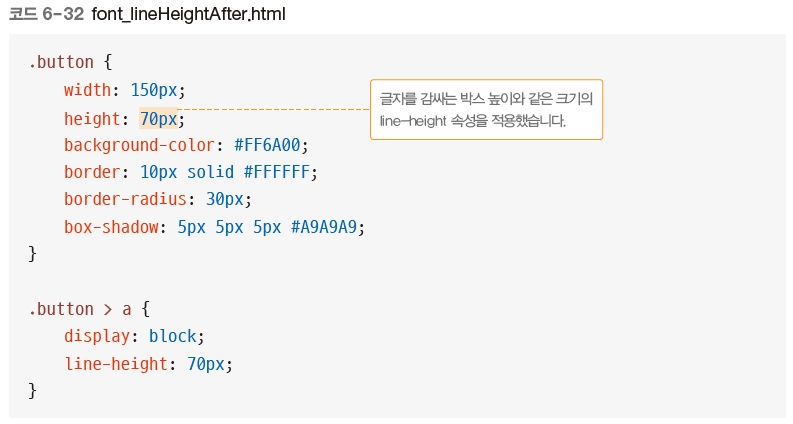 코드 6-32 font_lineHeightAfter.html
.button {
width: 150px;
height: 70px;
글자를 감싸는 박스 높이와 같은 크기의
line-height 속성을 적용했습니다.
background-color: #FF6A00;
border: 10px solid #FFFFFF;
border-radius: 30px;
box-shadow: 5px 5px 5px #A9A9A9;
}
.button > a {
display: block;
line-height: 70px;
}